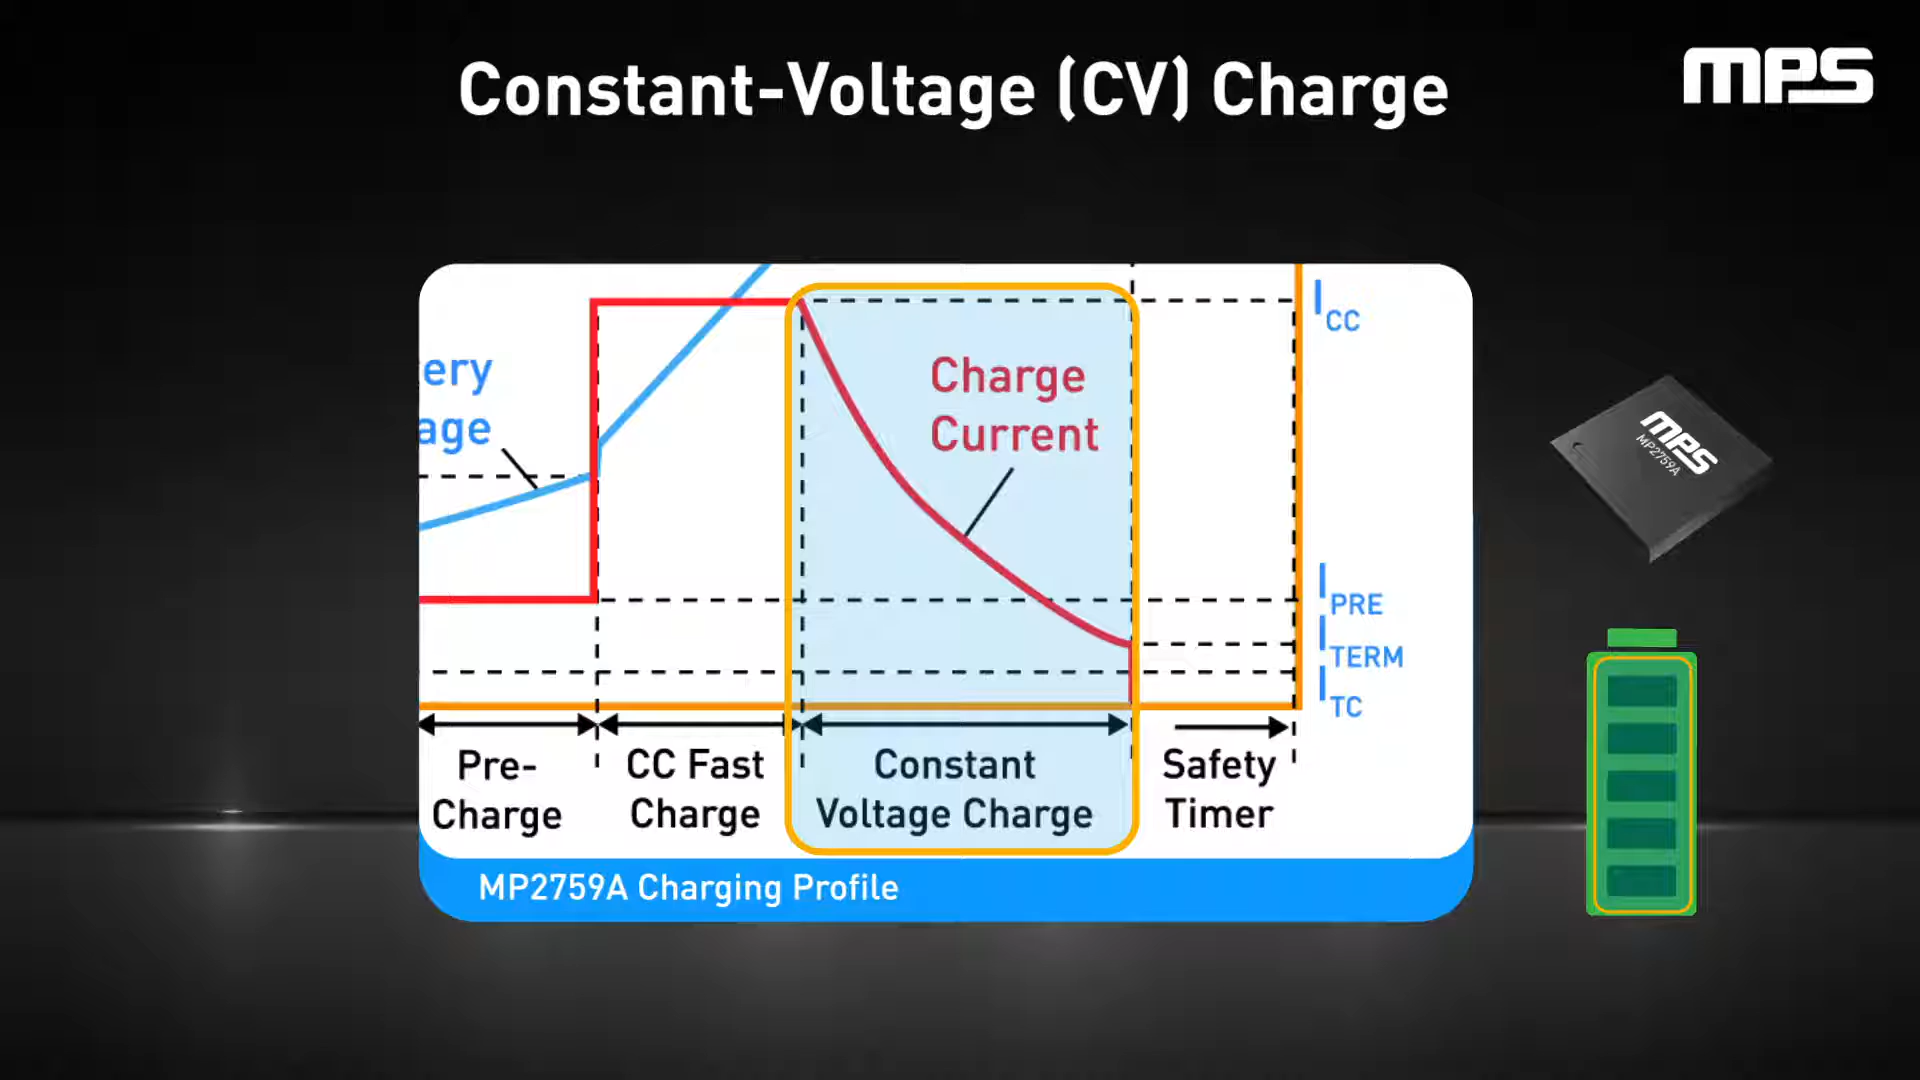 Constant-Voltage (CV) Charge
MPS
ery
age
Charge
Current
ICC
IPRE
ITERM
ITC
Pre-
Charge
CC Fast
Charge
Constant
Voltage Charge
Safety
Timer
MP2759A Charging Profile
MPS
MP2759A